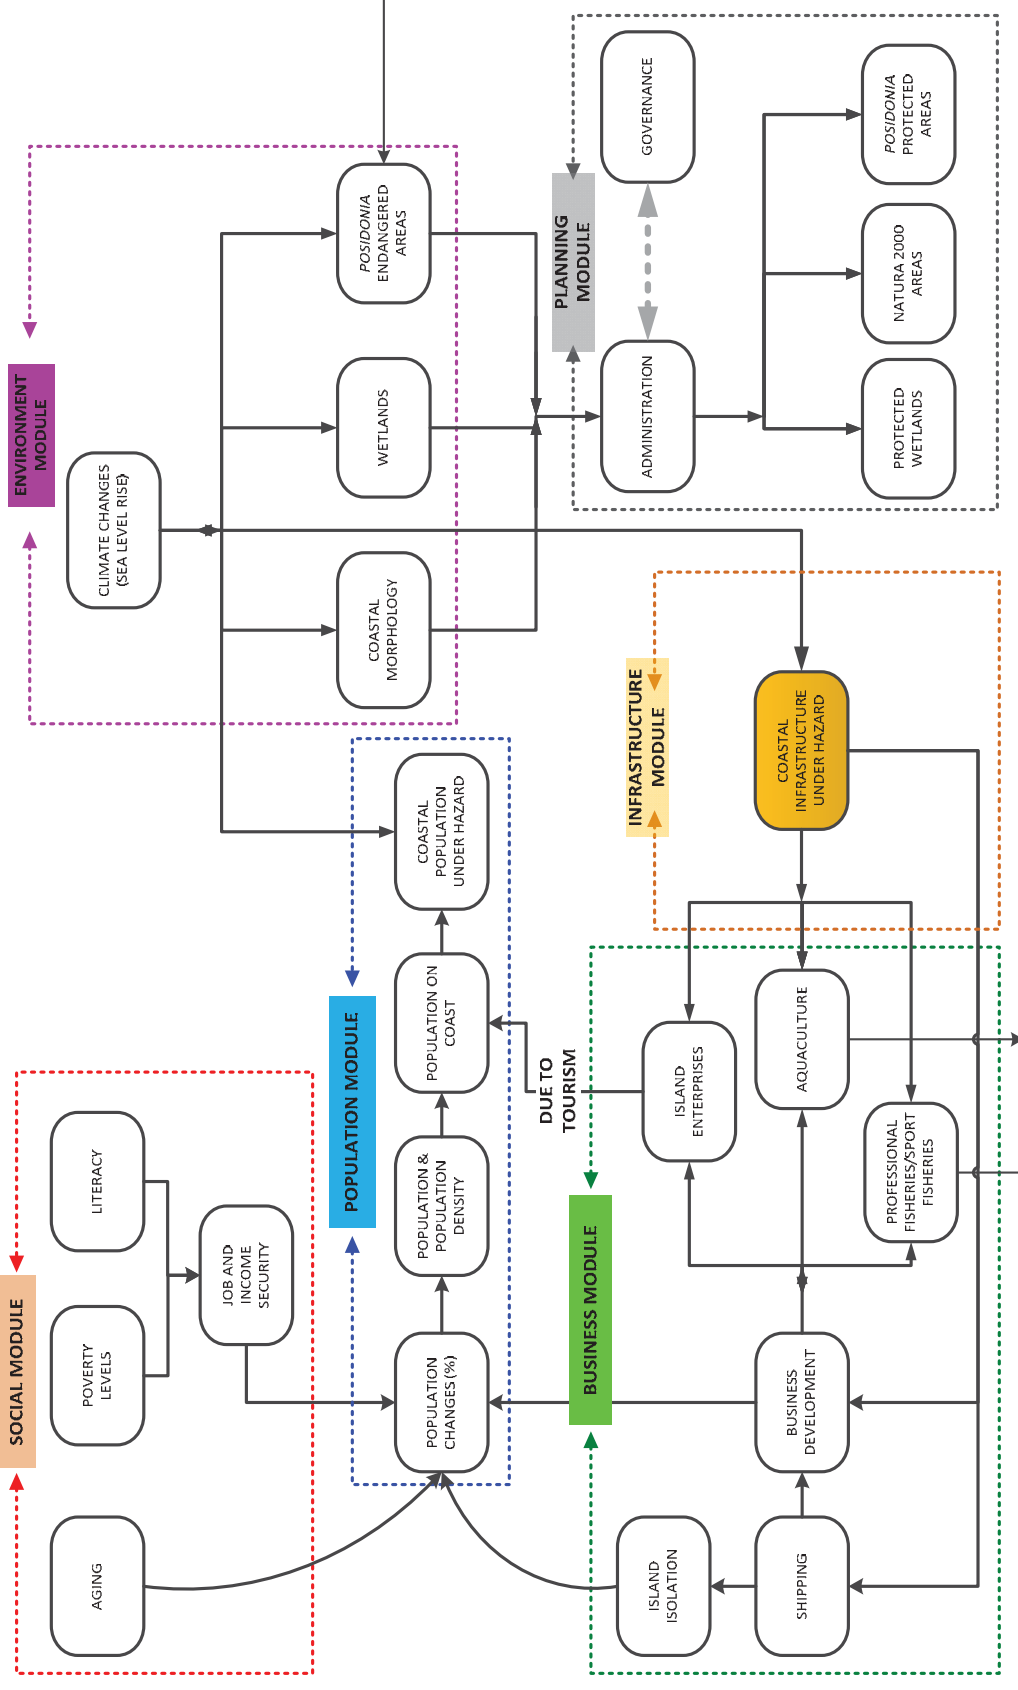 SOCIAL MODULE
AGING
POVERTY
LEVELS
LITERACY
JOB AND
INCOME
SECURITY
POPULATION MODULE
POPULATION
CHANGES (%)
POPULATION &
POPULATION
DENSITY
POPULATION ON
COAST
COASTAL
POPULATION
UNDER HAZARD
ENVIRONMENT
MODULE
CLIMATE CHANGES
(SEA LEVEL RISE)
COASTAL
MORPHOLOGY
WETLANDS
POSIDONIA
ENDANGERED
AREAS
BUSINESS MODULE
DUE TO
TOURISM
ISLAND
ISOLATION
SHIPPING
BUSINESS
DEVELOPMENT
ISLAND
ENTERPRISES
AQUACULTURE
PROFESSIONAL
FISHERIES/SPORT
FISHERIES
INFRASTRUCTURE
MODULE
COASTAL
INFRASTRUCTURE
UNDER HAZARD
PLANNING
MODULE
ADMINISTRATION
GOVERNANCE
PROTECTED
WETLANDS
NATURA 2000
AREAS
POSIDONIA
PROTECTED
AREAS